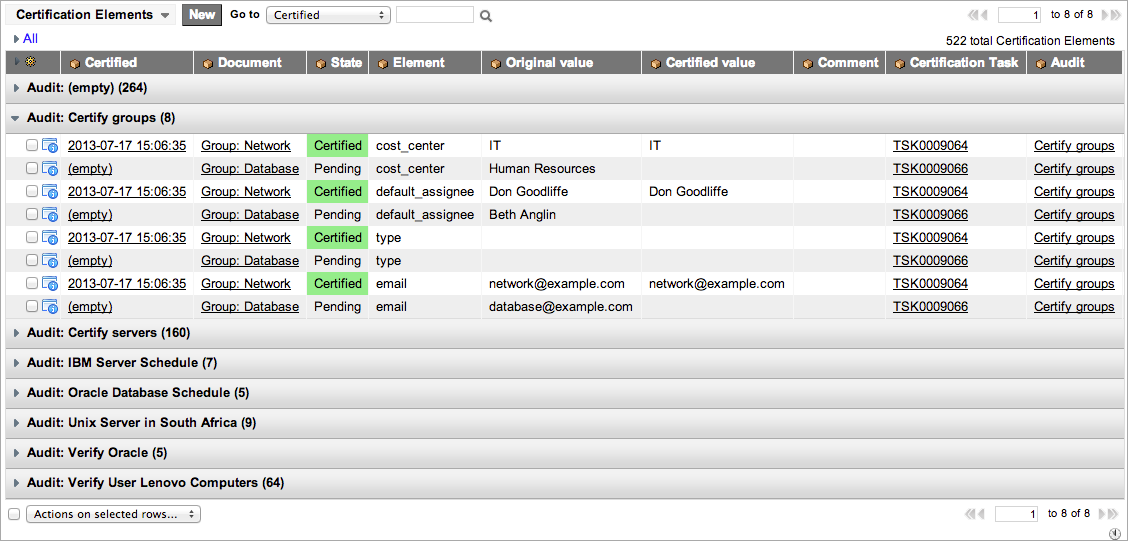 Certification Elements New Go to Certified 1 to 8 of 8
All 522 total Certification Elements
Certified Document State Element Original value Certified value Comment Certification Task Audit
Audit: (empty) (264)
Audit: Certify groups (8)
2013-07-17 15:06:35 Group: Network Certified cost_center IT IT TSK0009064 Certify groups
(empty) Group: Database Pending cost_center Human Resources TSK0009066 Certify groups
2013-07-17 15:06:35 Group: Network Certified default_assignee Don Goodliffe Don Goodliffe TSK0009064 Certify groups
(empty) Group: Database Pending default_assignee Beth Anglin TSK0009066 Certify groups
2013-07-17 15:06:35 Group: Network Certified type TSK0009064 Certify groups
(empty) Group: Database Pending type TSK0009066 Certify groups
2013-07-17 15:06:35 Group: Network Certified email network@example.com network@example.com TSK0009064 Certify groups
(empty) Group: Database Pending email database@example.com TSK0009066 Certify groups
Audit: Certify servers (160)
Audit: IBM Server Schedule (7)
Audit: Oracle Database Schedule (5)
Audit: Unix Server in South Africa (9)
Audit: Verify Oracle (5)
Audit: Verify User Lenovo Computers (64)
Actions on selected rows... 1 to 8 of 8